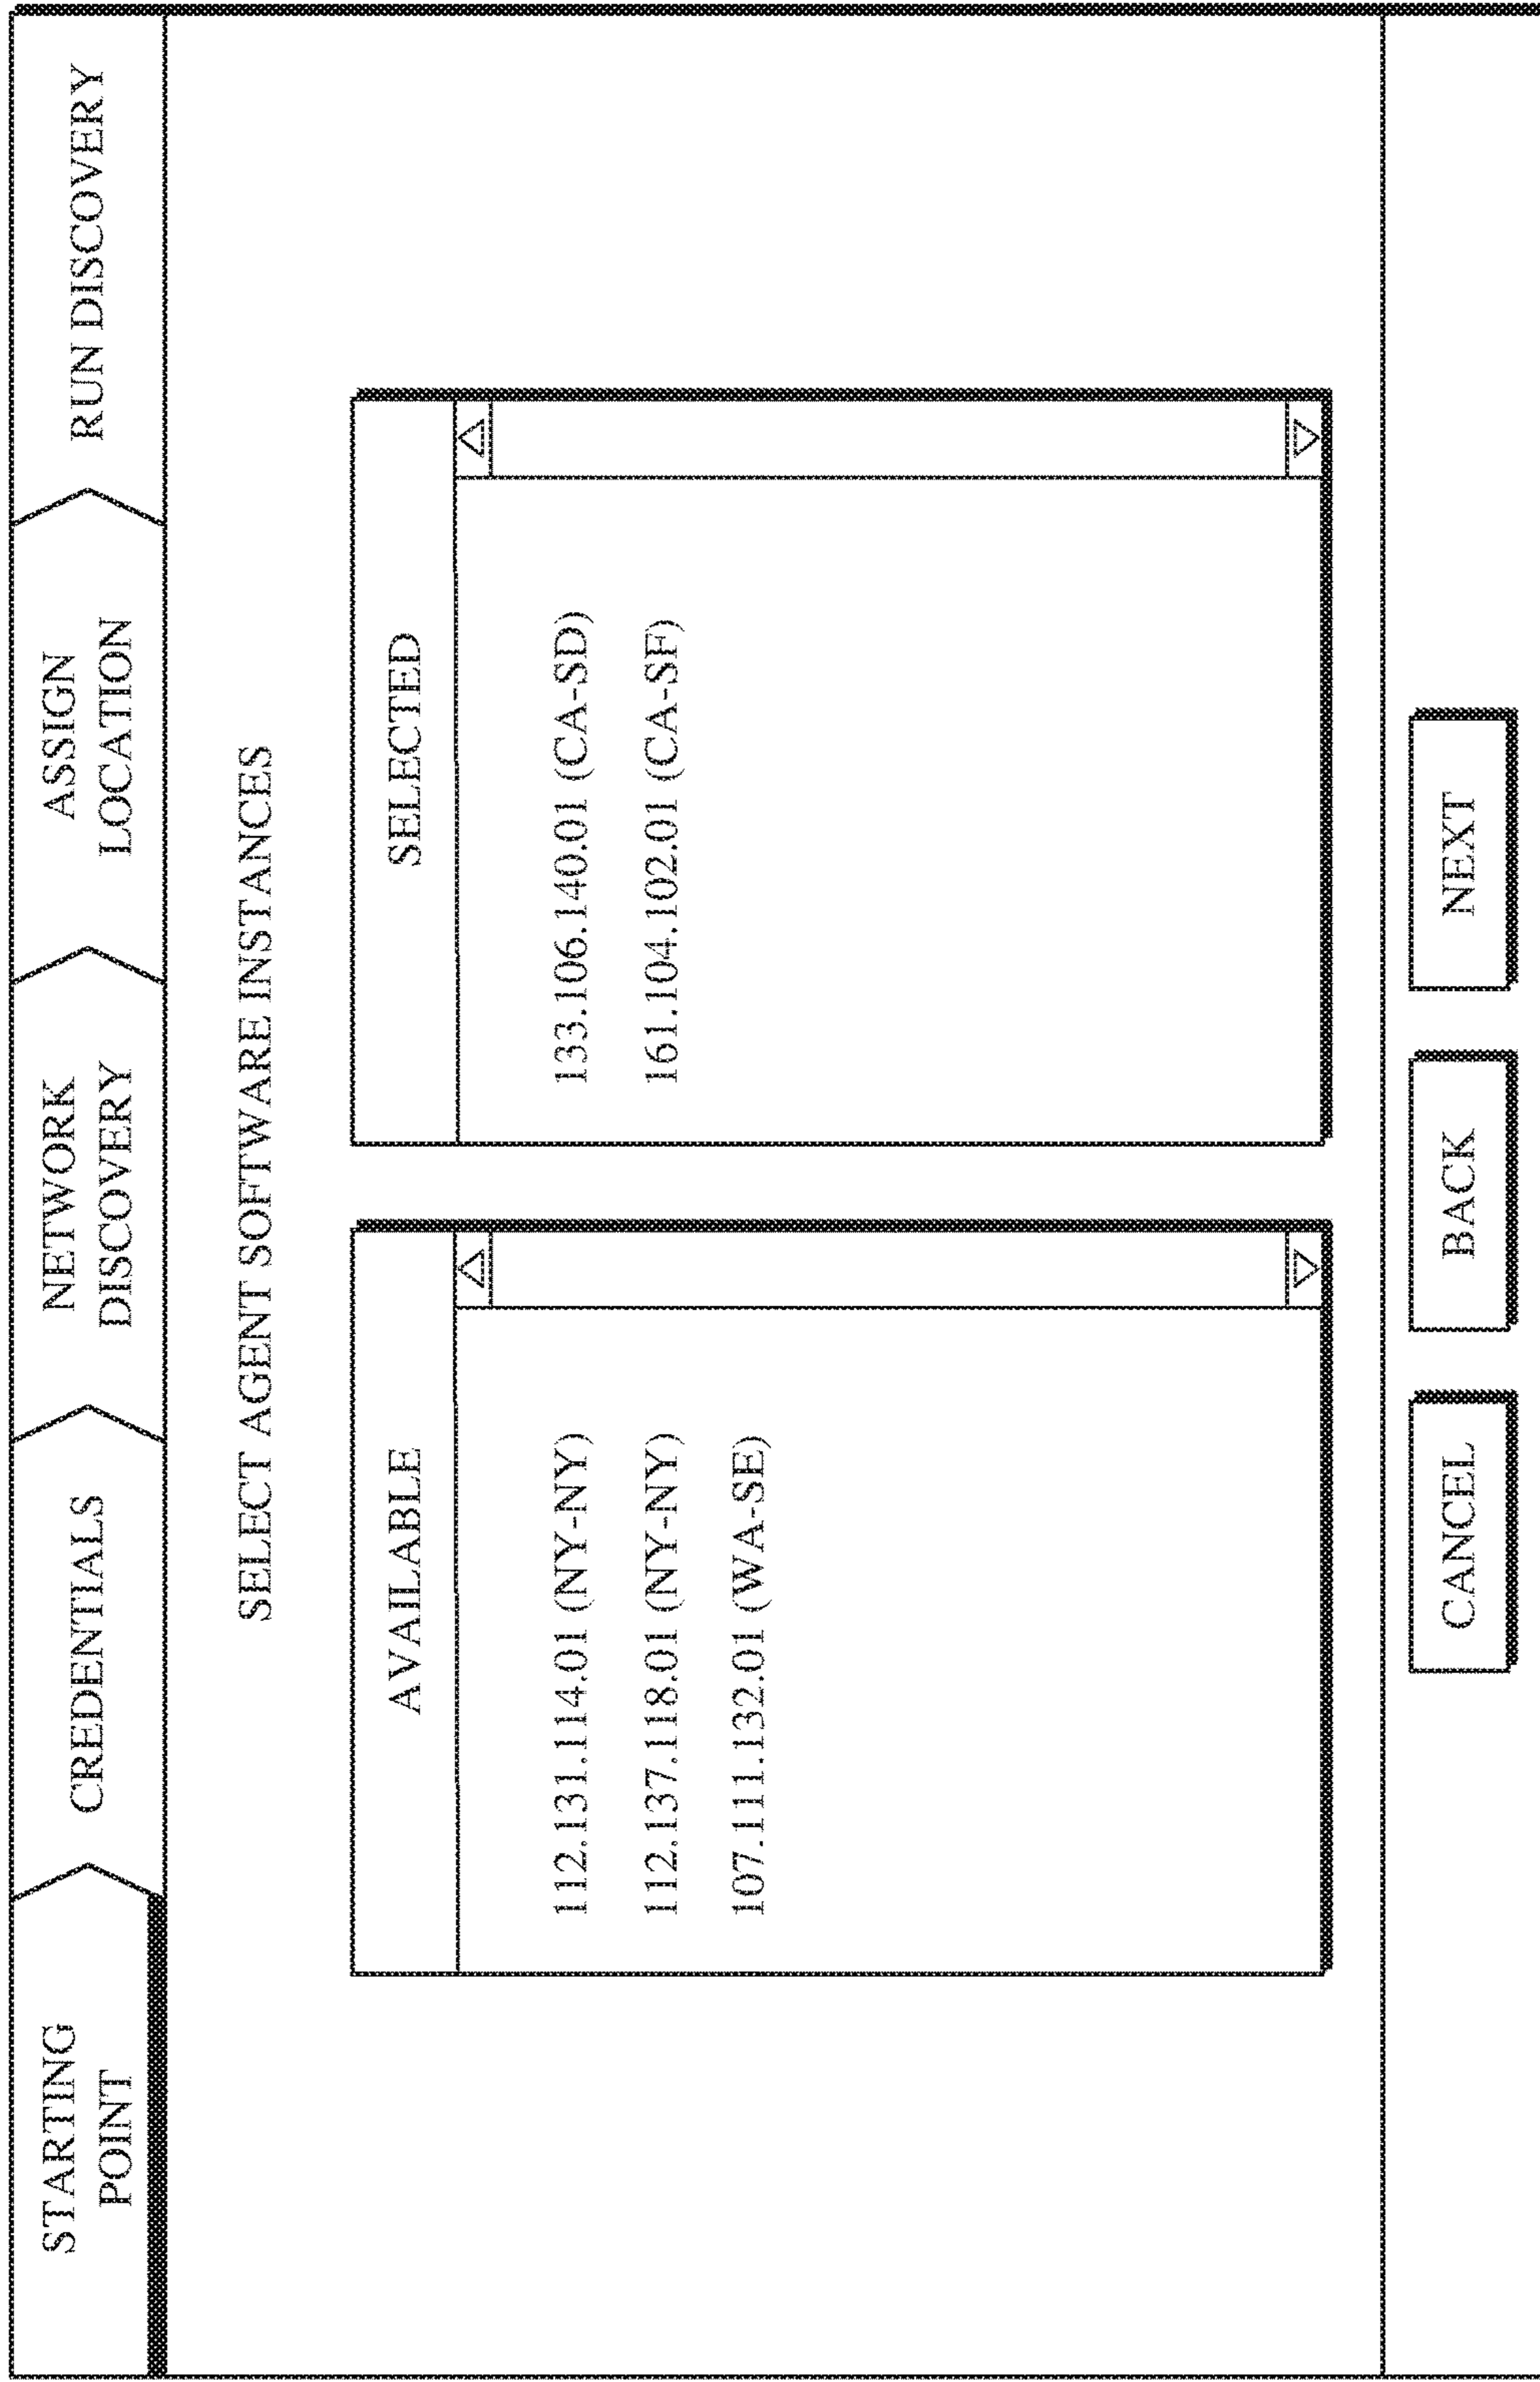 STARTING
POINT
CREDENTIALS
NETWORK
DISCOVERY
ASSIGN
LOCATION
RUN DISCOVERY
SELECT AGENT SOFTWARE INSTANCES
AVAILABLE
112.131.114.01 (NY-NY)
112.137.118.01 (NY-NY)
107.111.132.01 (WA-SE)
SELECTED
133.106.140.01 (CA-SD)
161.104.102.01 (CA-SF)
CANCEL
BACK
NEXT